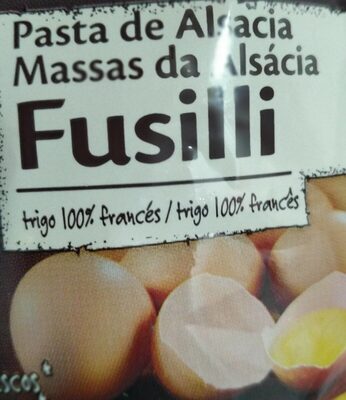 Pasta de Alsacia
Massas da Alsácia
Fusilli
trigo 100% francés / trigo 100% francês